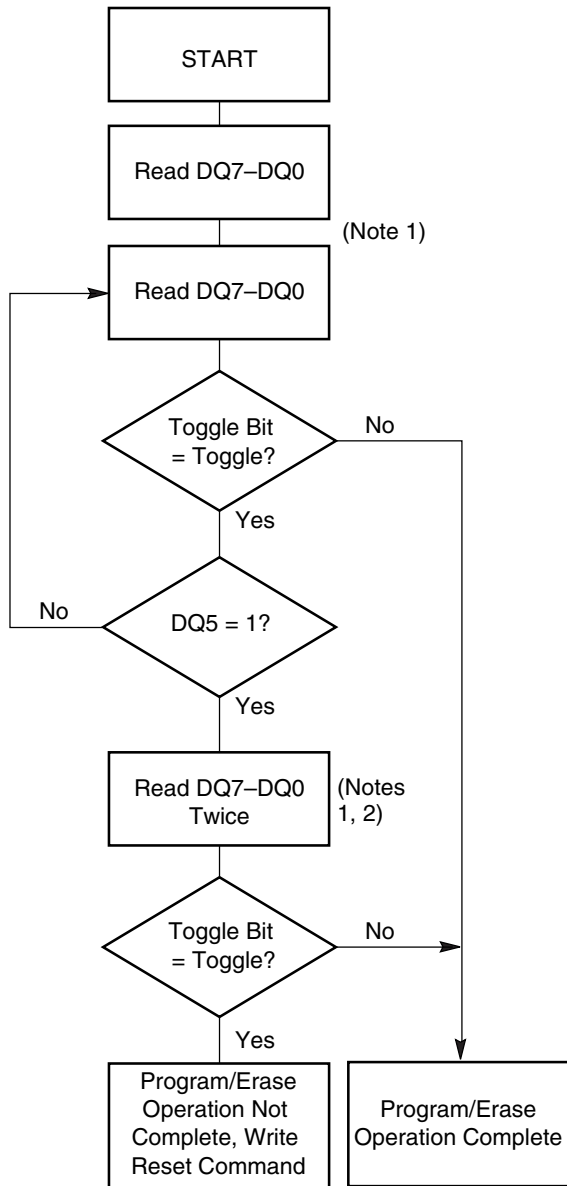 START
Read DQ7–DQ0
(Note 1)
Read DQ7–DQ0
Toggle Bit
= Toggle?
No
Yes
No
DQ5 = 1?
Yes
Read DQ7–DQ0
Twice
(Notes
1, 2)
Toggle Bit
= Toggle?
No
Yes
Program/Erase
Operation Not
Complete, Write
Reset Command
Program/Erase
Operation Complete